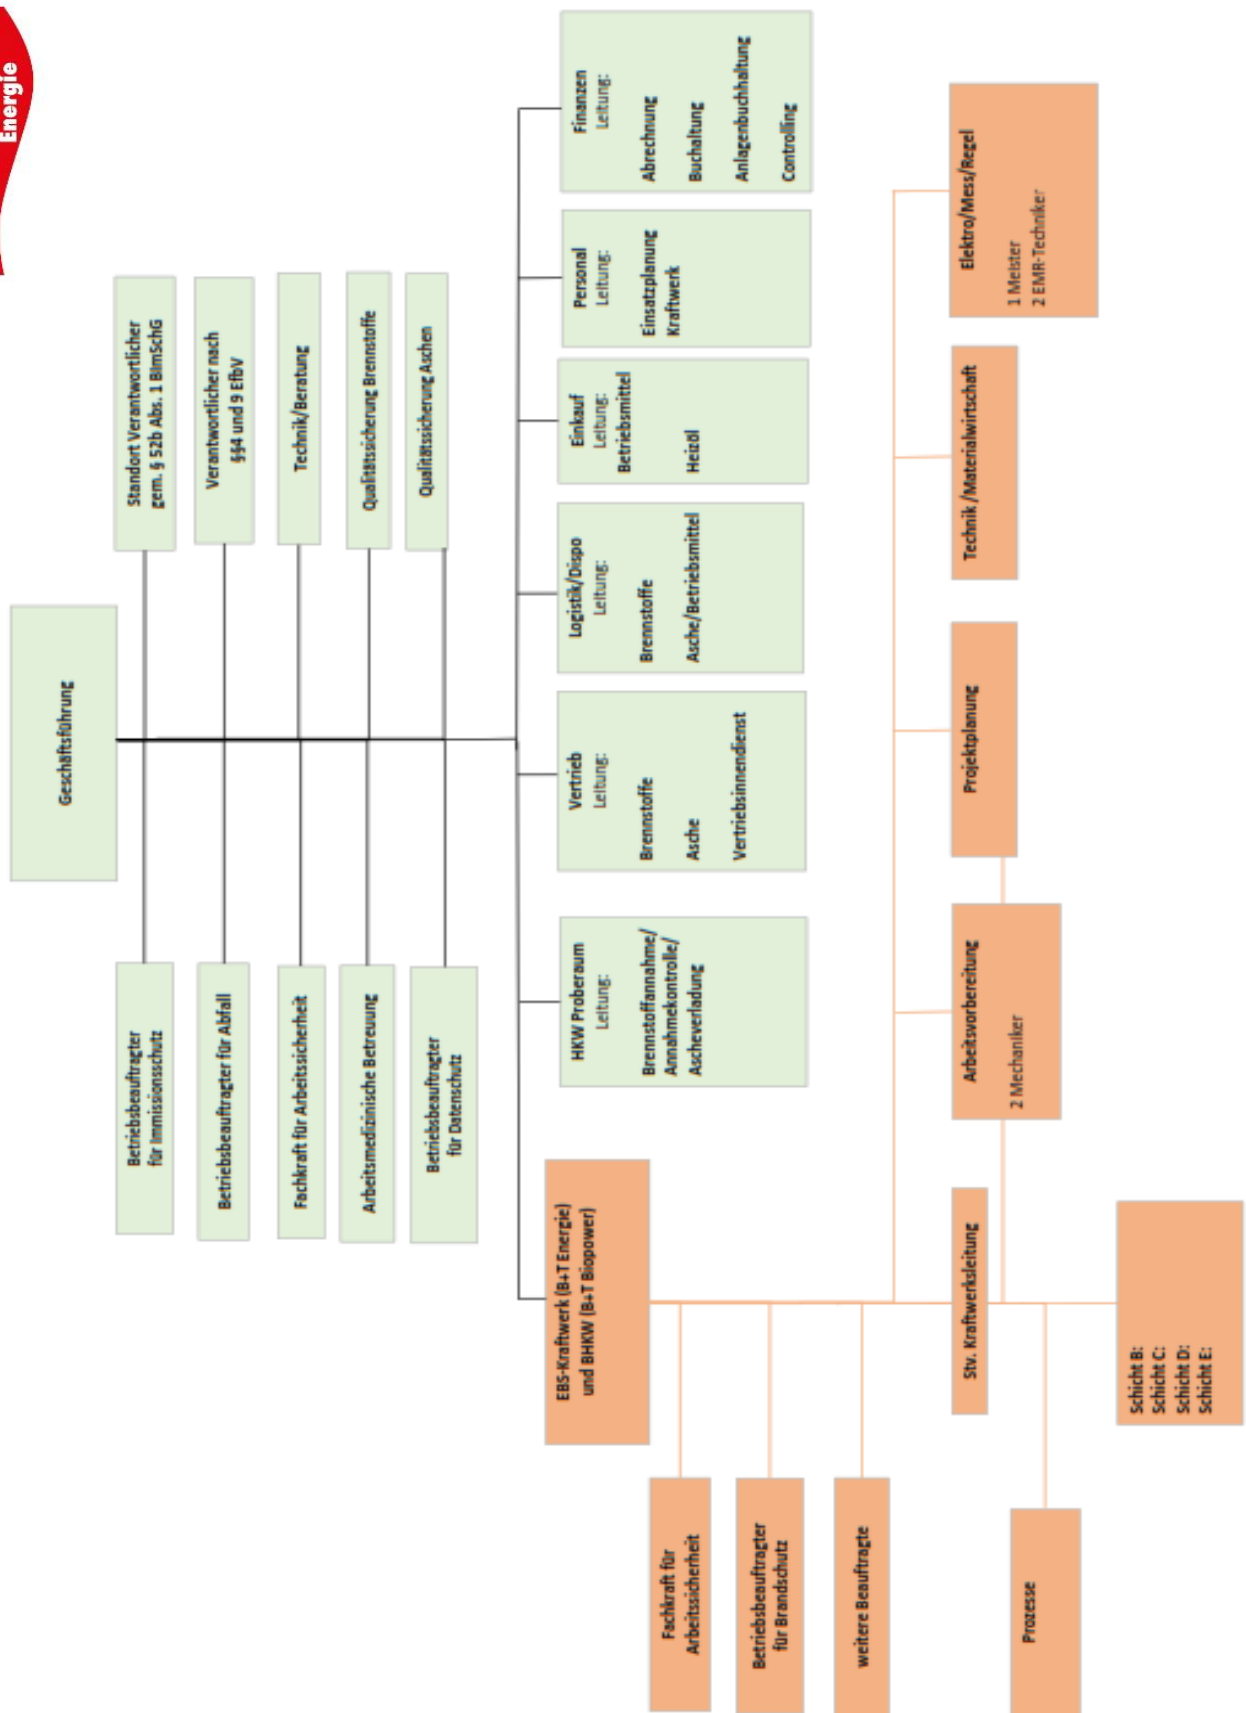 Energie
Geschäftsführung
Betriebsbeauftragter
für Immissionsschutz
Standort Verantwortlicher
gem. § 52b Abs. 1 BImSchG
Betriebsbeauftragter für Abfall
Verantwortlicher nach
§§4 und 9 EfbV
Fachkraft für Arbeitssicherheit
Technik/Beratung
Arbeitsmedizinische Betreuung
Qualitätssicherung Brennstoffe
Betriebsbeauftragter
für Datenschutz
Qualitätssicherung Aschen
EBS-Kraftwerk (B+T Energie)
und BHKW (B+T Biopower)
HKW Proberaum
Leitung:
Brennstoffannahme/
Annahmekontrolle/
Ascheverladung
Vertrieb
Leitung:
Brennstoffe
Asche
Vertriebsinnendienst
Logistik/Dispo
Leitung:
Brennstoffe
Asche/Betriebsmittel
Einkauf
Leitung:
Betriebsmittel
Heizöl
Personal
Leitung:
Einsatzplanung
Kraftwerk
Finanzen
Leitung:
Abrechnung
Buchaltung
Anlagenbuchhaltung
Controlling
Fachkraft für
Arbeitssicherheit
Betriebsbeauftragter
für Brandschutz
weitere Beauftragte
Stv. Kraftwerksleitung
Arbeitsvorbereitung
2 Mechaniker
Projektplanung
Technik /Materialwirtschaft
Elektro/Mess/Regel
1 Meister
2 EMR-Techniker
Prozesse
Schicht B:
Schicht C:
Schicht D:
Schicht E: